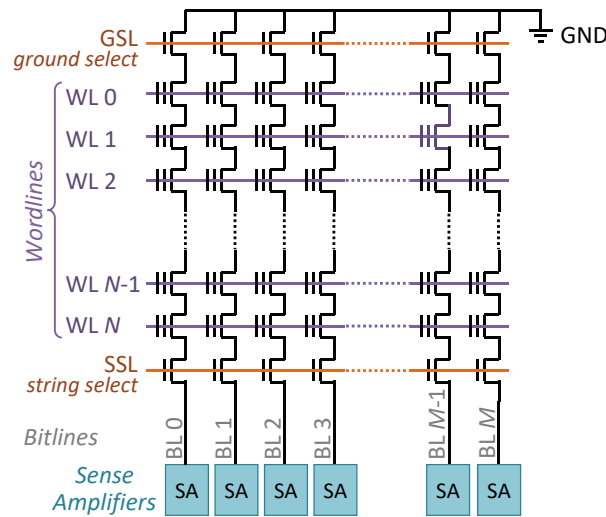 GSL
GND
ground select
WL 0
WL 1
WL 2
Wordlines
WL N-1
WL N
SSL
string select
Bitlines
BL 0
BL 1
BL 2
BL 3
BL M-1
BL M
Sense
Amplifiers
SA SA SA SA SA SA